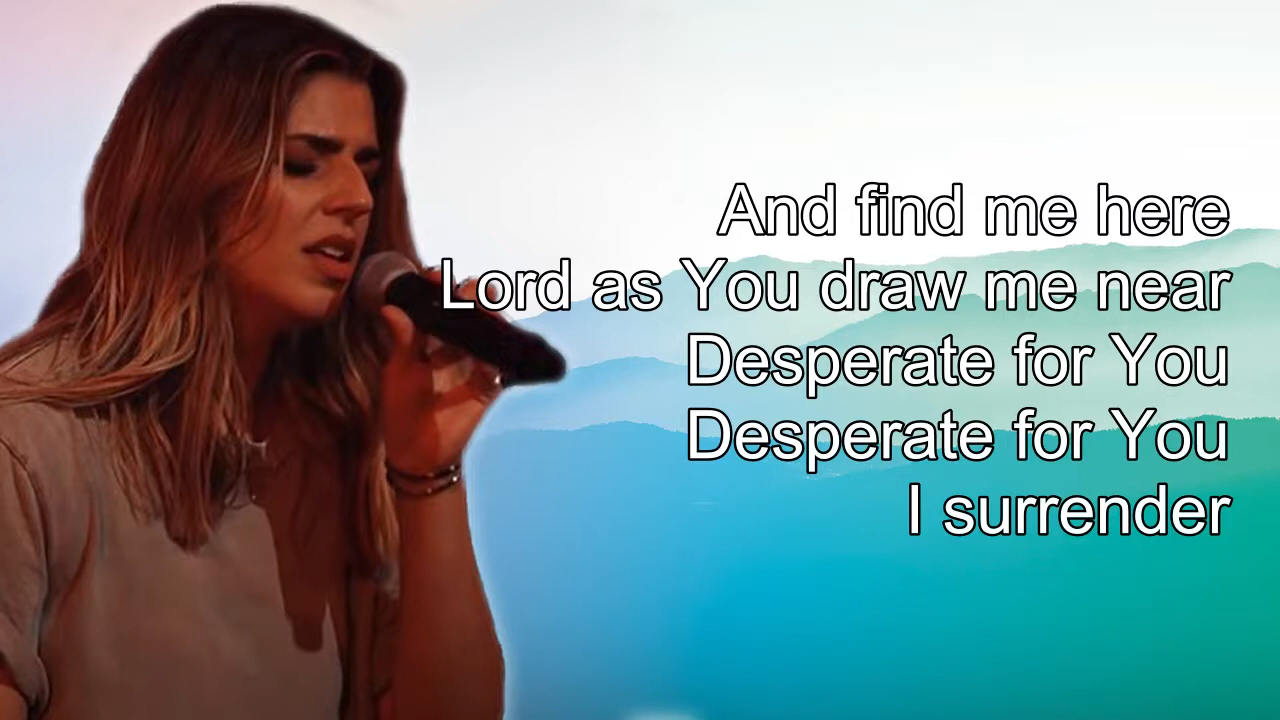 And find me here
Lord as You draw me near
Desperate for You
Desperate for You
I surrender